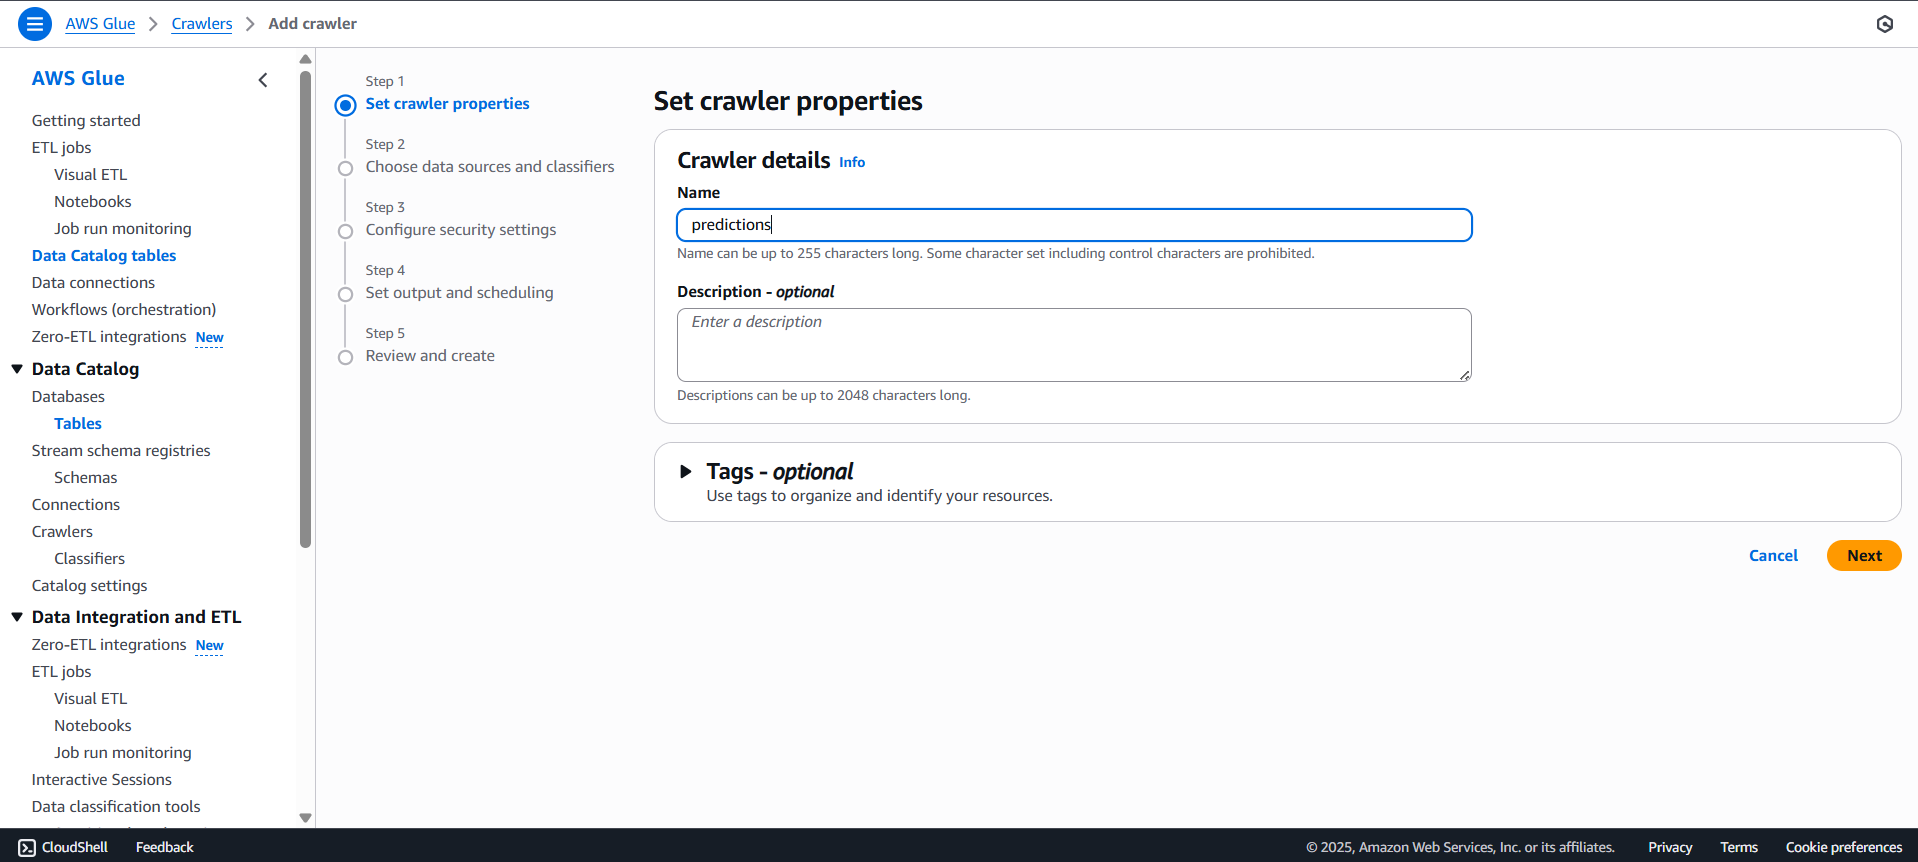 AWS Glue > Crawlers > Add crawler
AWS Glue
Getting started
ETL jobs
Visual ETL
Notebooks
Job run monitoring
Data Catalog tables
Data connections
Workflows (orchestration)
Zero-ETL integrations New
Data Catalog
Databases
Tables
Stream schema registries
Schemas
Connections
Crawlers
Classifiers
Catalog settings
Data Integration and ETL
Zero-ETL integrations New
ETL jobs
Visual ETL
Notebooks
Job run monitoring
Interactive Sessions
Data classification tools
Step 1
Set crawler properties
Step 2
Choose data sources and classifiers
Step 3
Configure security settings
Step 4
Set output and scheduling
Step 5
Review and create
Set crawler properties
Crawler details Info
Name
predictions
Name can be up to 255 characters long. Some character set including control characters are prohibited.
Description - optional
Enter a description
Descriptions can be up to 2048 characters long.
Tags - optional
Use tags to organize and identify your resources.
Cancel Next
CloudShell Feedback © 2025, Amazon Web Services, Inc. or its affiliates. Privacy Terms Cookie preferences